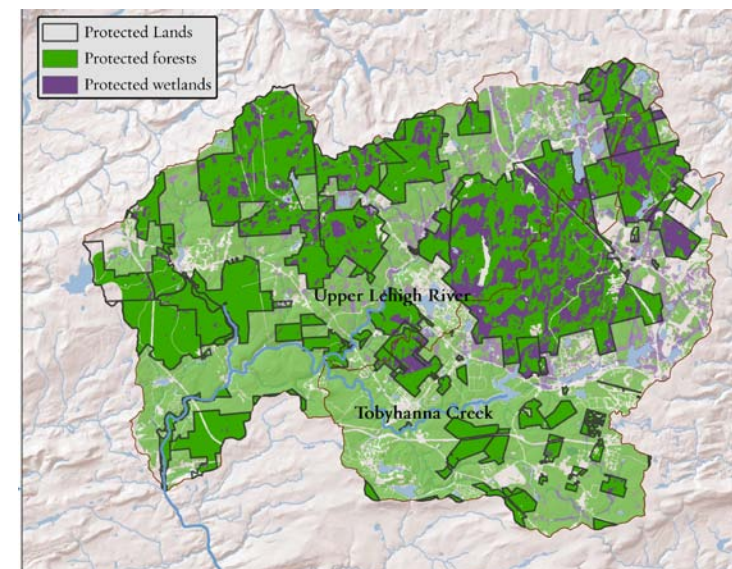 Protected Lands
Protected forests
Protected wetlands
Upper Lehigh River
Tobyhanna Creek